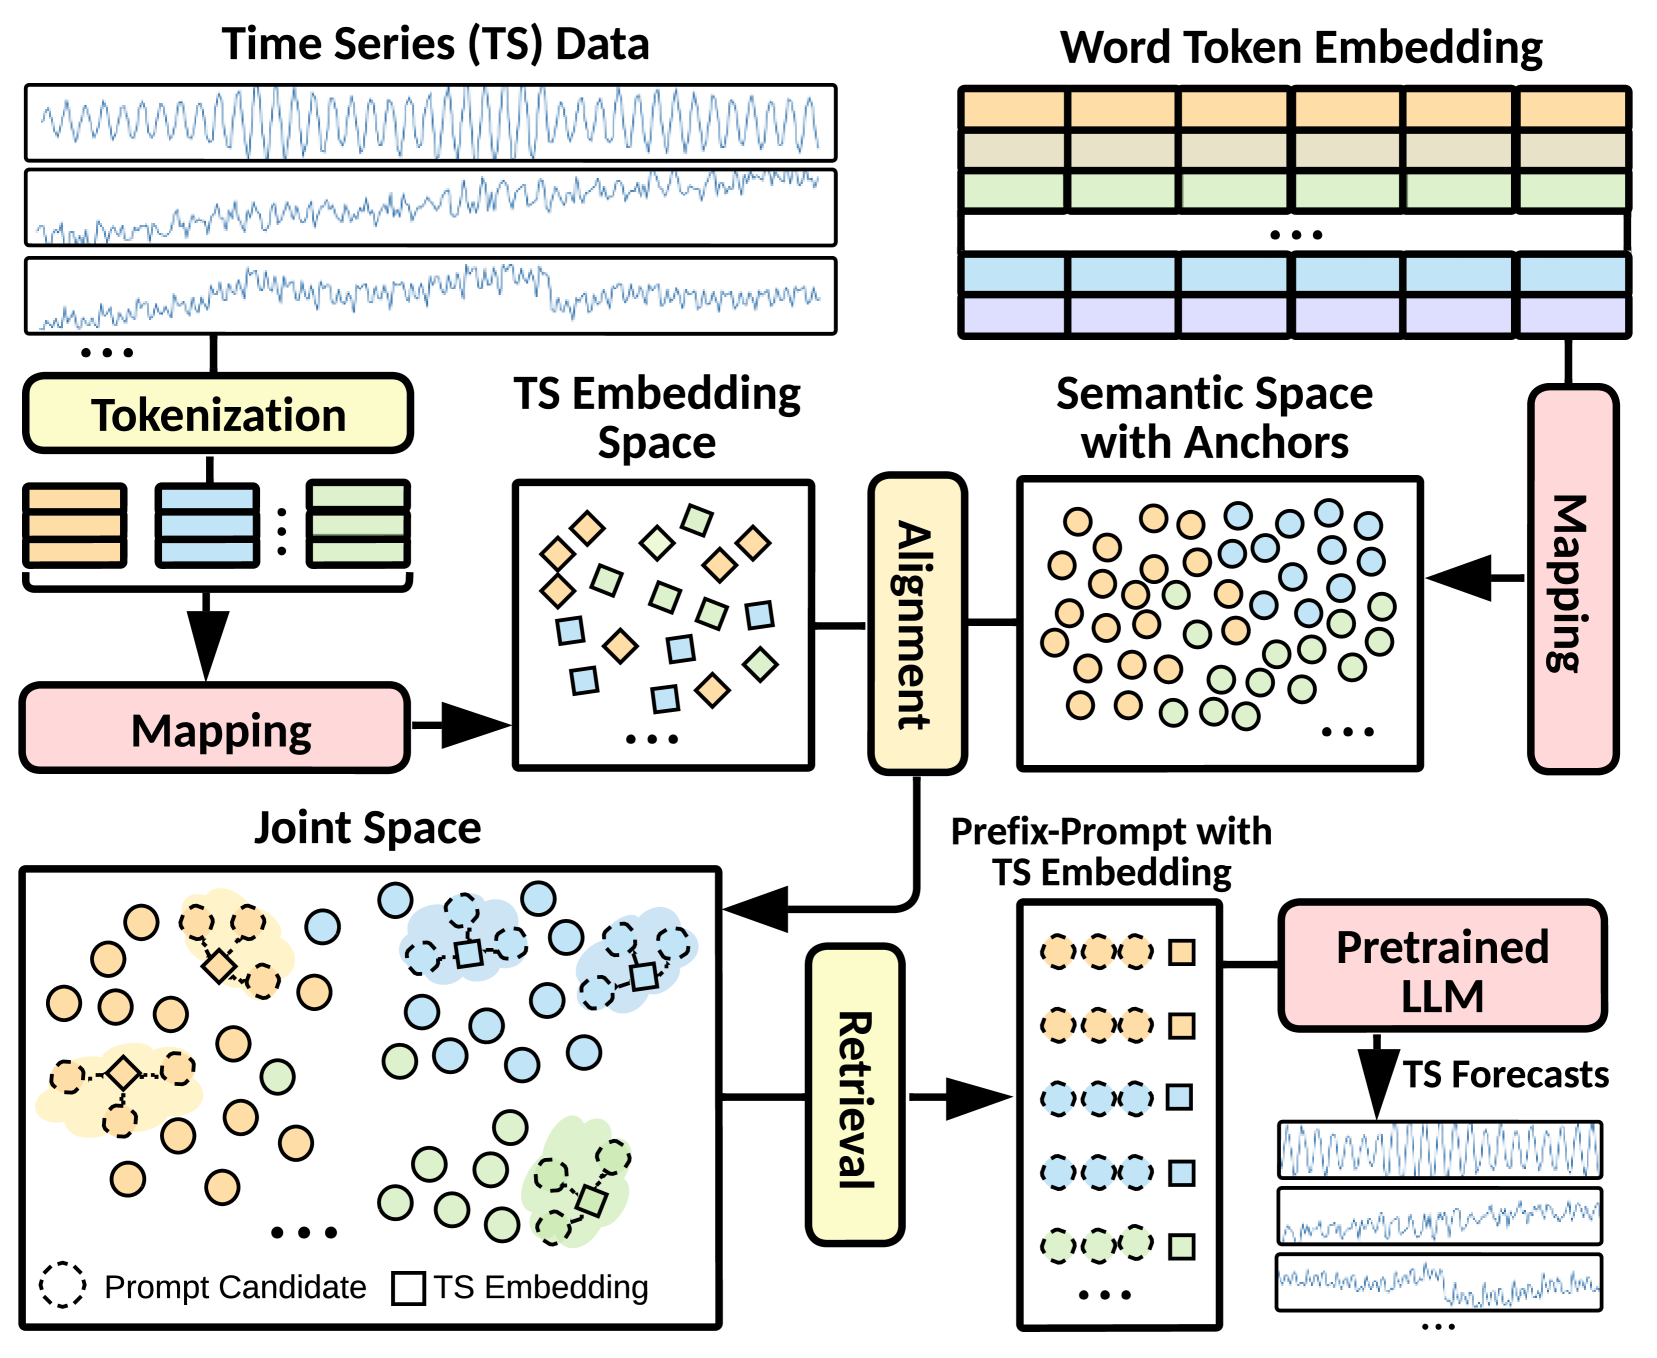 Time Series (TS) Data
Word Token Embedding
Tokenization
TS Embedding
Space
Semantic Space
with Anchors
Mapping
Alignment
Mapping
Joint Space
Prefix-Prompt with
TS Embedding
Retrieval
Pretrained
LLM
TS Forecasts
Prompt Candidate
TS Embedding